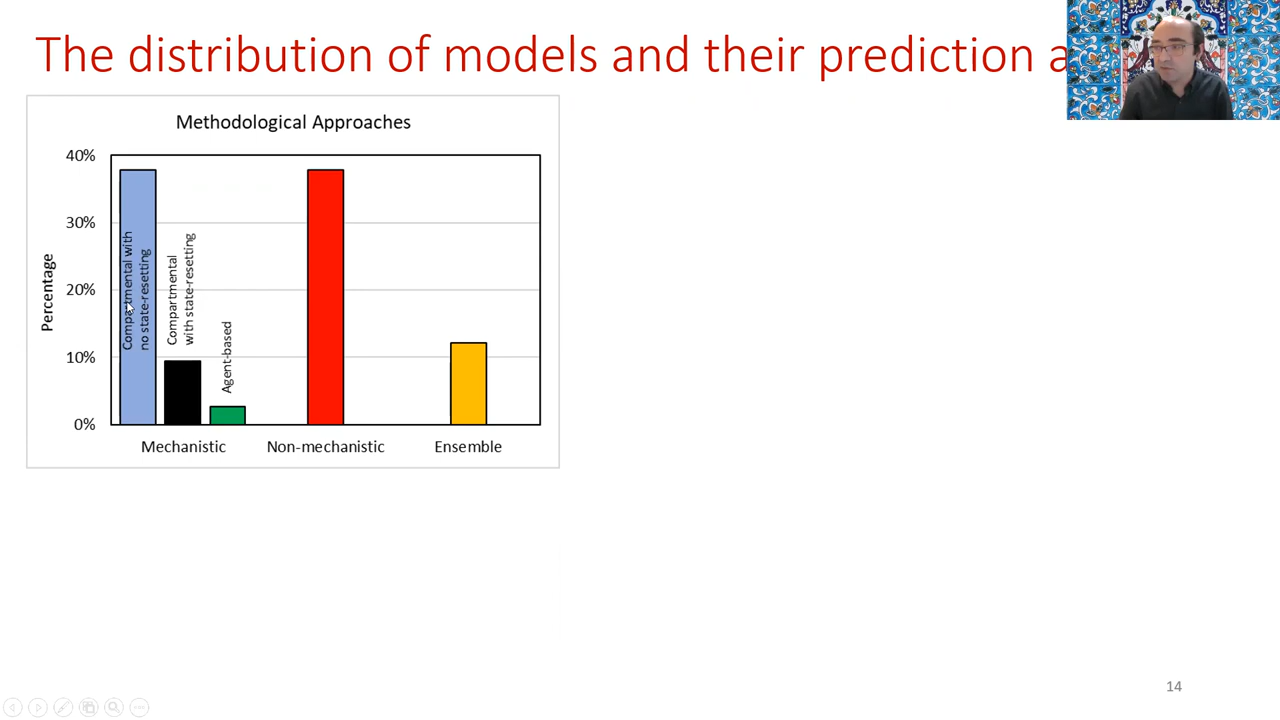 The distribution of models and their prediction a
Methodological Approaches
40%
30%
20%
10%
0%
Percentage
Compartmental with
no state-resetting
Compartmental
with state-resetting
Agent-based
Mechanistic
Non-mechanistic
Ensemble
14